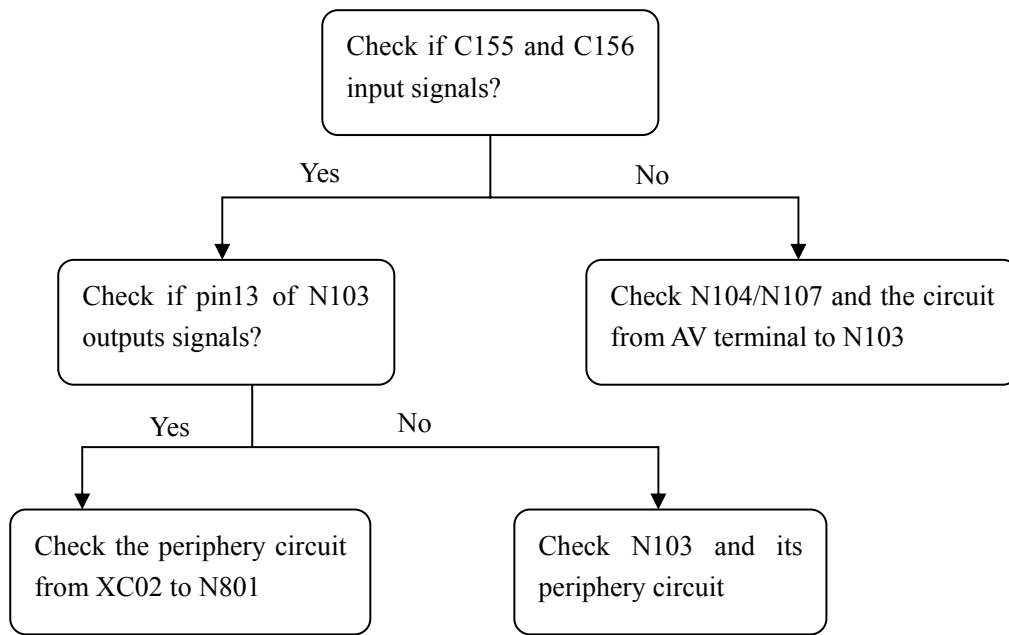 Check if C155 and C156
input signals?
Yes
No
Check if pin13 of N103
outputs signals?
Check N104/N107 and the circuit
from AV terminal to N103
Yes
No
Check the periphery circuit
from XC02 to N801
Check N103 and its
periphery circuit